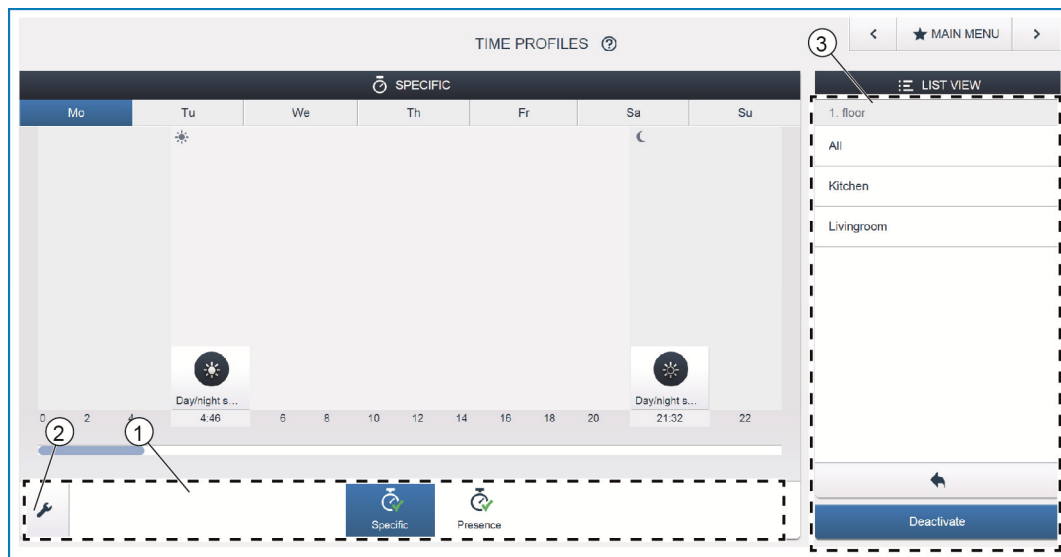 TIME PROFILES ?
3
< ★ MAIN MENU >
SPECIFIC
LIST VIEW
Mo Tu We Th Fr Sa Su
1. floor
All
Kitchen
Livingroom
Day/night s... Day/night s...
0 2 4 4:46 6 8 10 12 14 16 18 20 21:32 22
2 1
Specific Presence
Deactivate